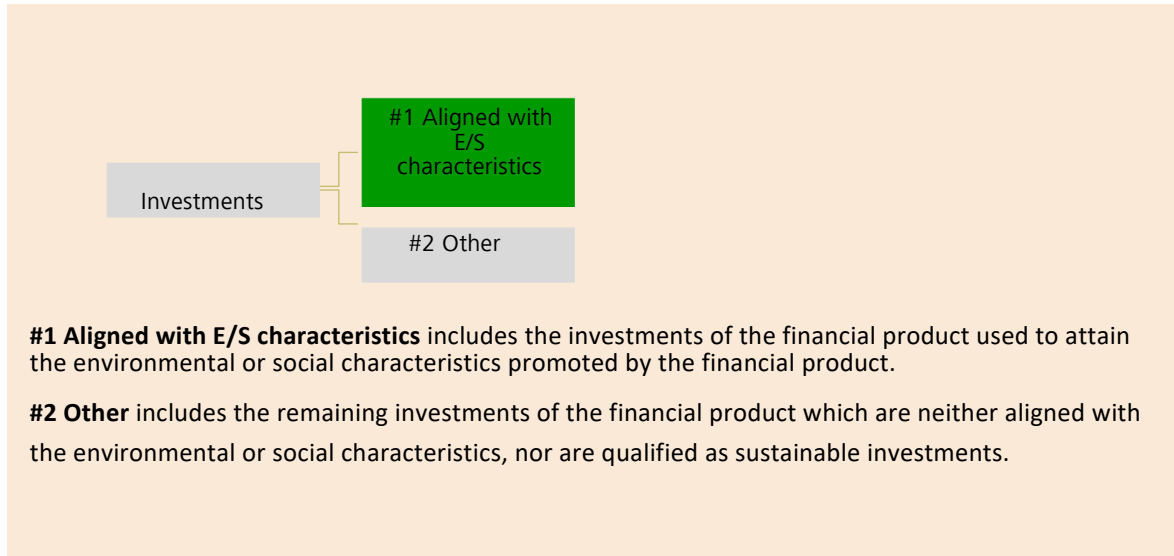 #1 Aligned with
E/S
characteristics
Investments
#2 Other
#1 Aligned with E/S characteristics includes the investments of the financial product used to attain
the environmental or social characteristics promoted by the financial product.
#2 Other includes the remaining investments of the financial product which are neither aligned with
the environmental or social characteristics, nor are qualified as sustainable investments.